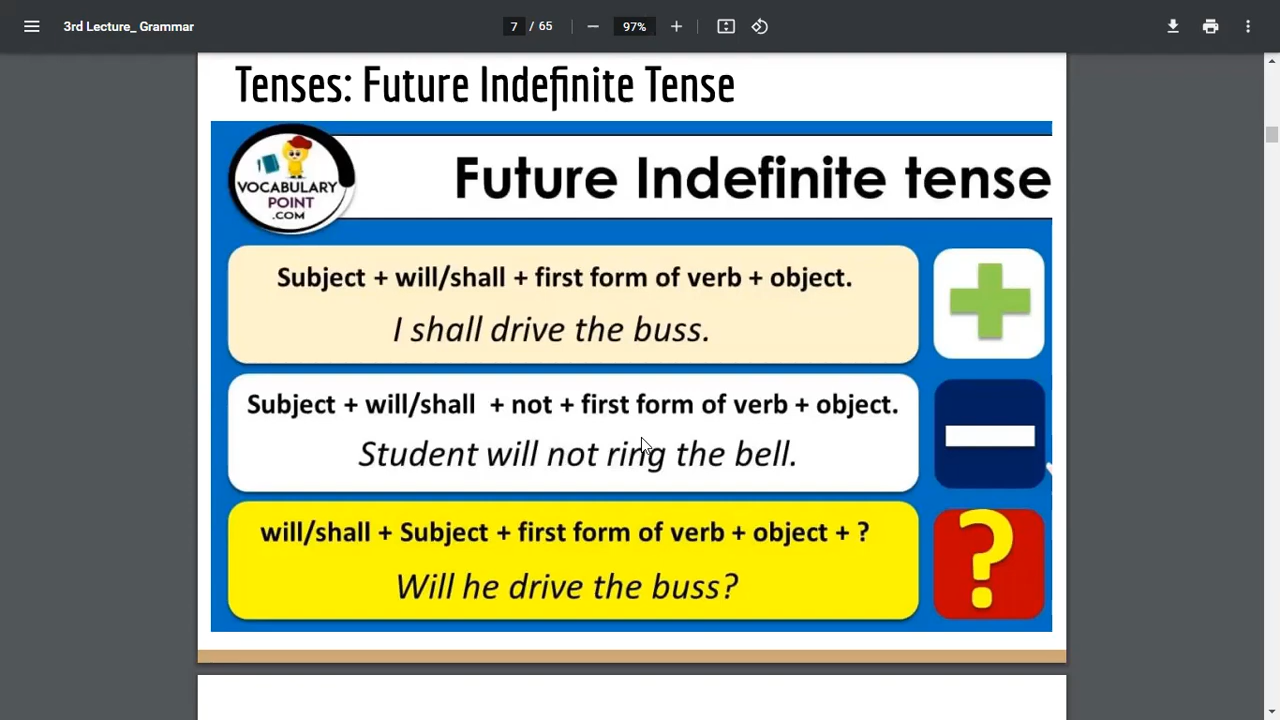 3rd Lecture_ Grammar
7 / 65
97%
Tenses: Future Indefinite Tense
VOCABULARY
POINT
.COM
Future Indefinite tense
Subject + will/shall + first form of verb + object.
I shall drive the buss.
Subject + will/shall + not + first form of verb + object.
Student will not ring the bell.
will/shall + Subject + first form of verb + object + ?
Will he drive the buss?
?